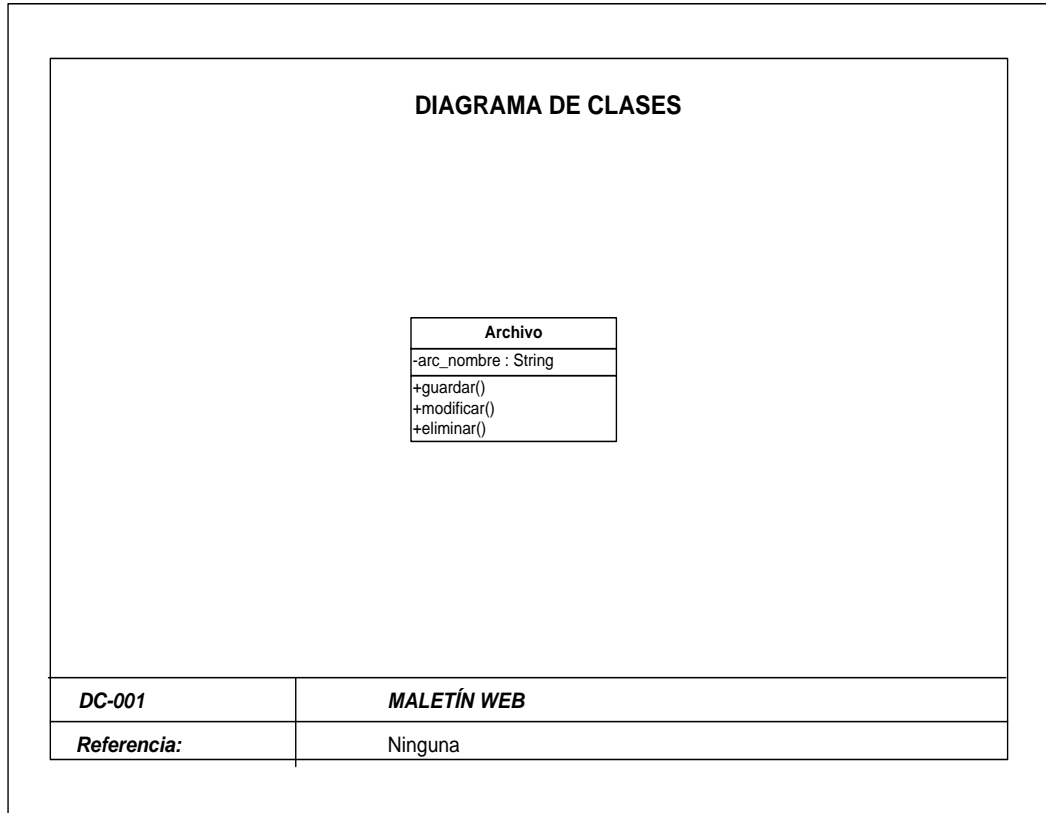 DIAGRAMA DE CLASES
Archivo
-arc_nombre : String
+guardar()
+modificar()
+eliminar()
DC-001 MALETÍN WEB
Referencia: Ninguna